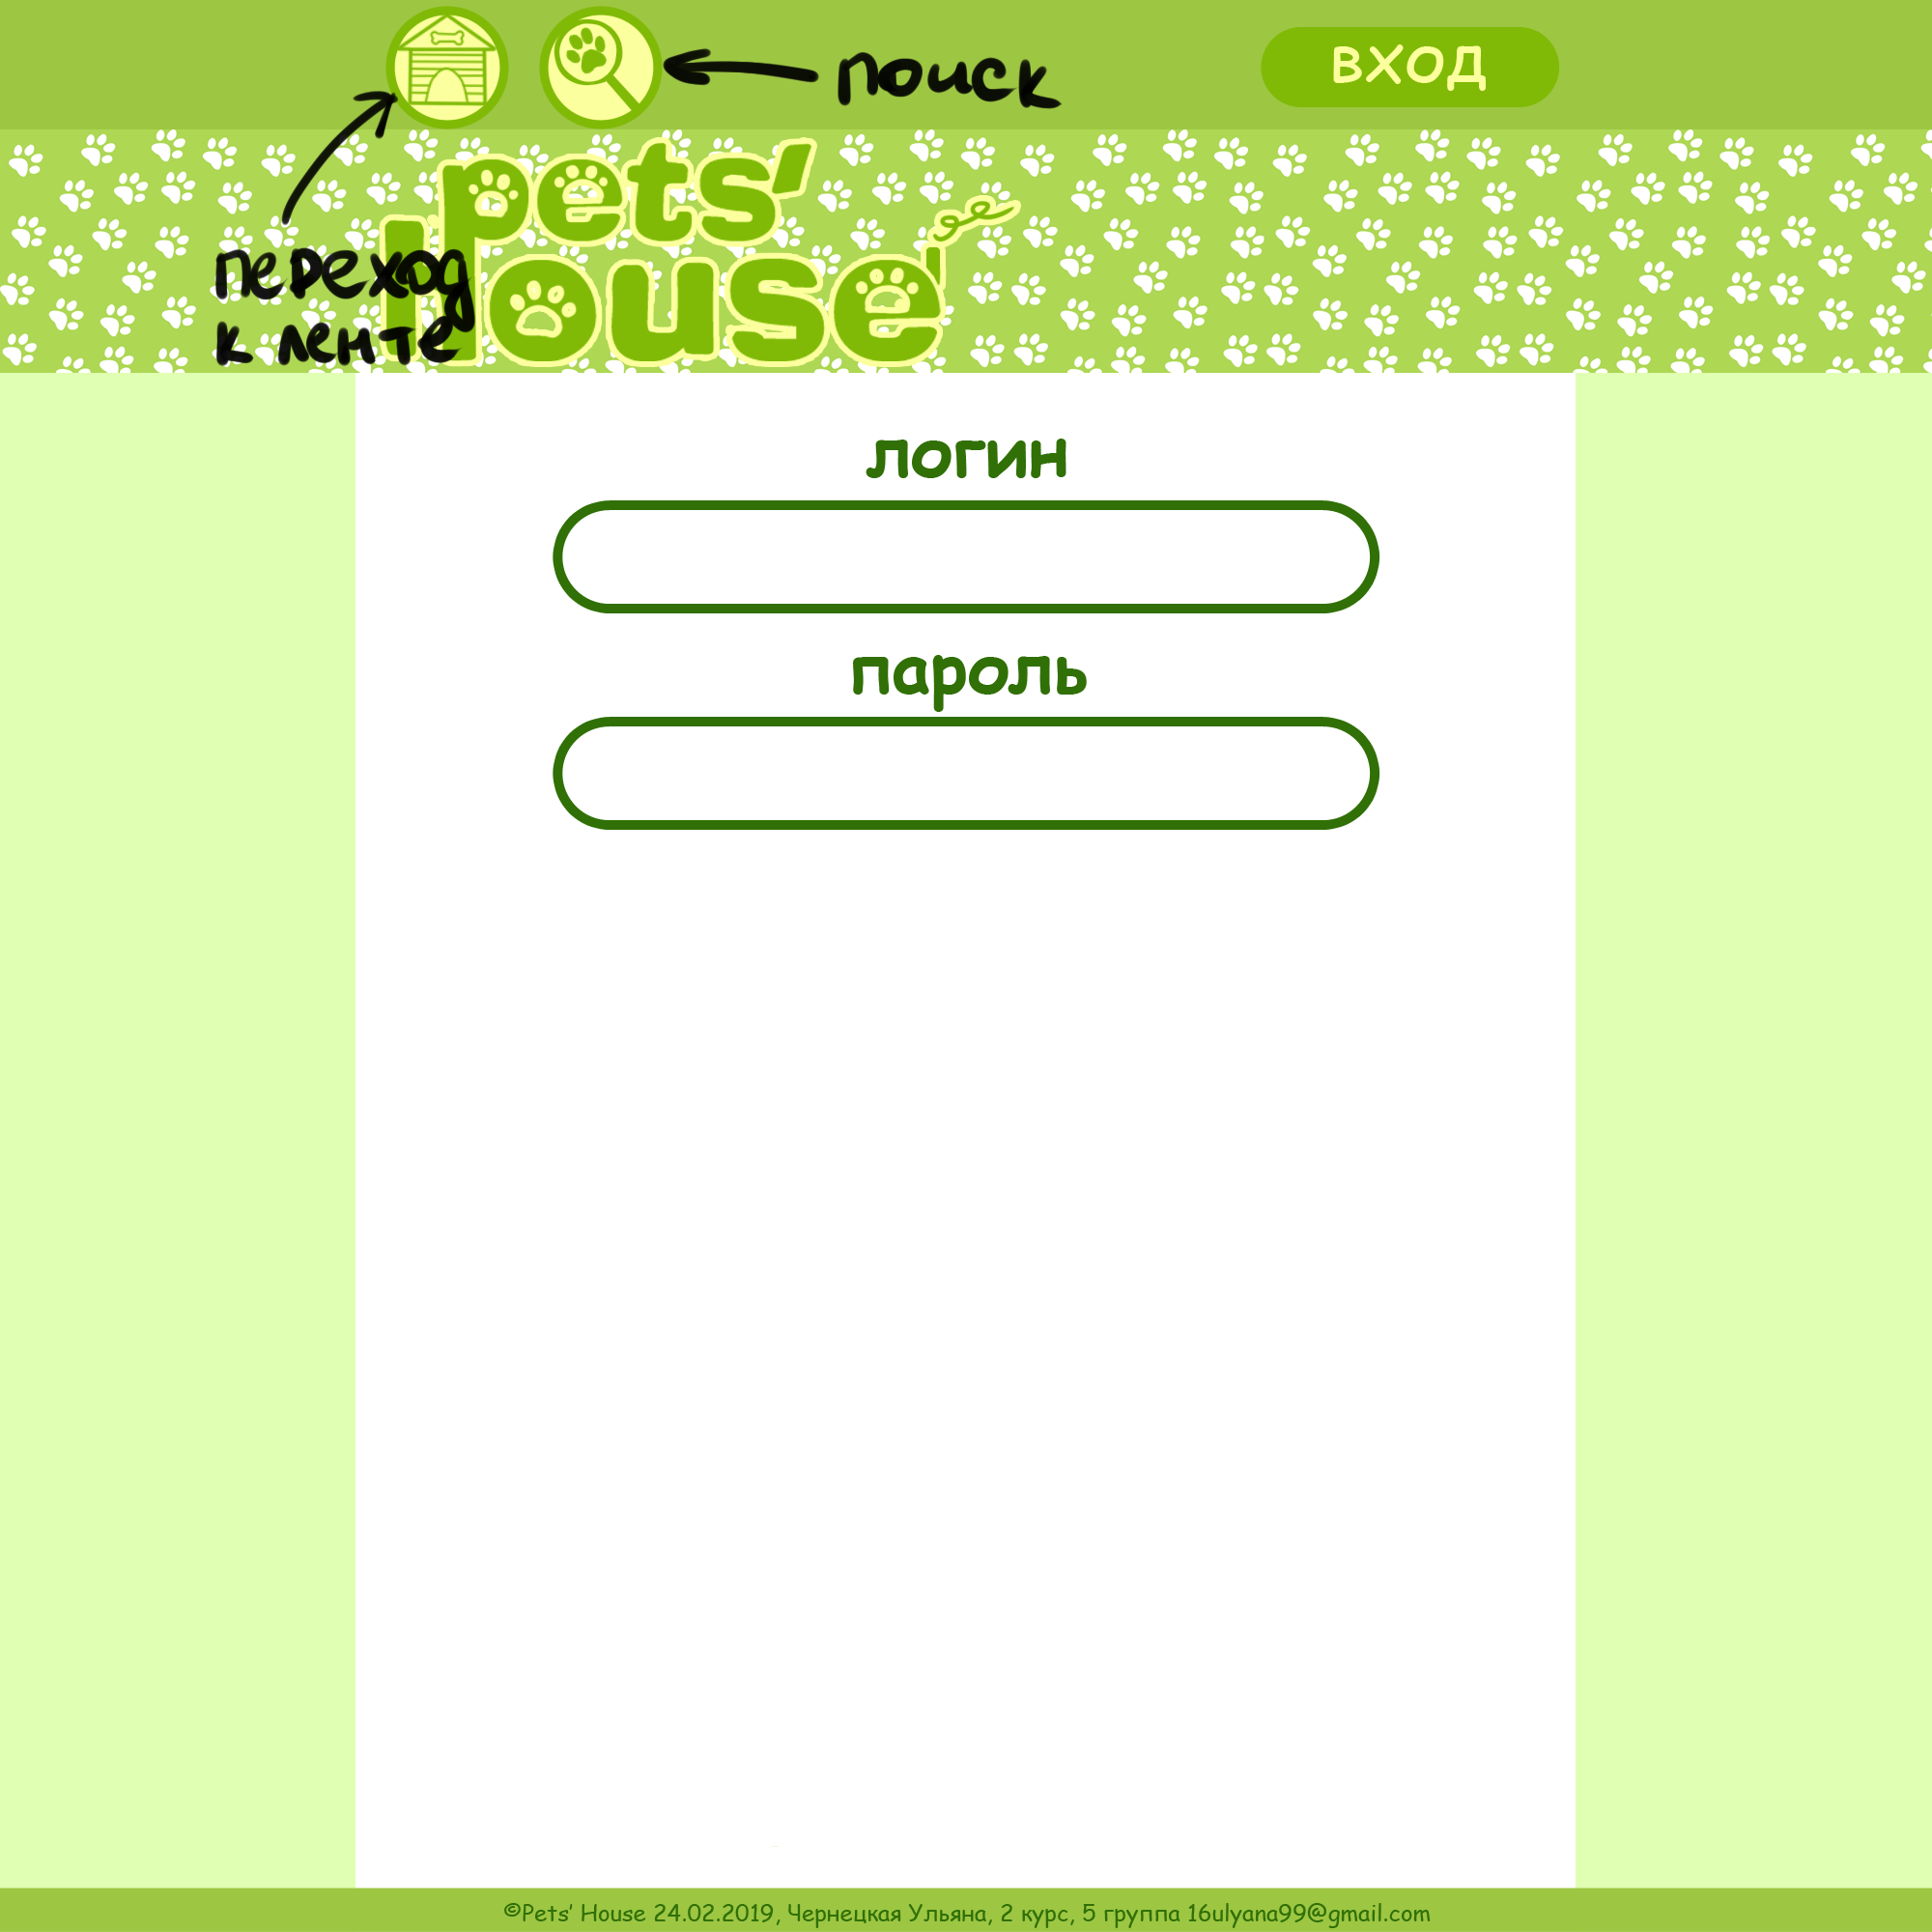 поиск
ВХОД
pets'
house
переход
к ленте
логин
пароль
©Pets' House 24.02.2019, Чернецкая Ульяна, 2 курс, 5 группа 16ulyana99@gmail.com